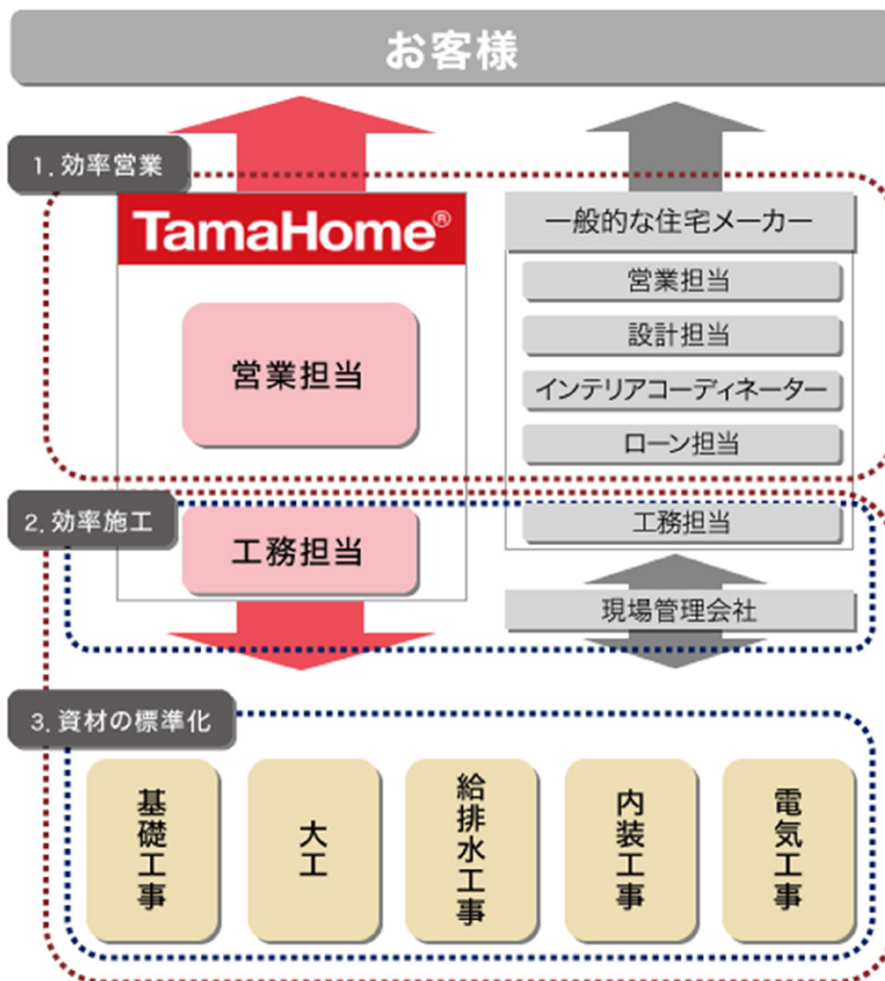 お客様
1. 効率営業
TamaHome®
営業担当
一般的な住宅メーカー
営業担当
設計担当
インテリアコーディネーター
ローン担当
2. 効率施工
工務担当
工務担当
現場管理会社
3. 資材の標準化
基礎工事
大工
給排水工事
内装工事
電気工事